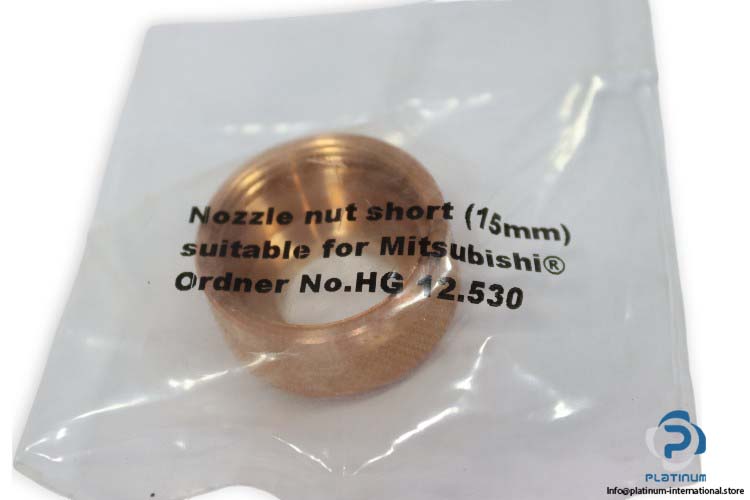 Nozzle nut short (15mm)
suitable for Mitsubishi®
Ordner No.HG 12.530
PLATINUM
Info@platinum-international.store